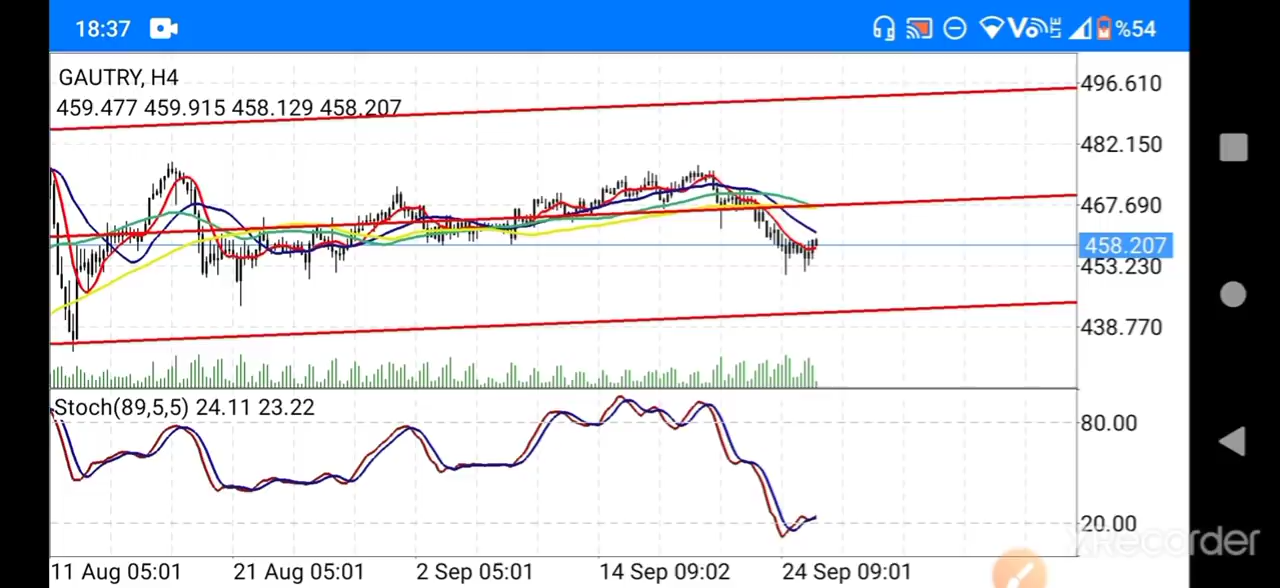 18:37 Vo LTE %54
GAUTRY, H4
459.477 459.915 458.129 458.207
496.610
482.150
467.690
458.207
453.230
438.770
Stoch(89,5,5) 24.11 23.22
80.00
20.00
XRecorder
11 Aug 05:01 21 Aug 05:01 2 Sep 05:01 14 Sep 09:02 24 Sep 09:01